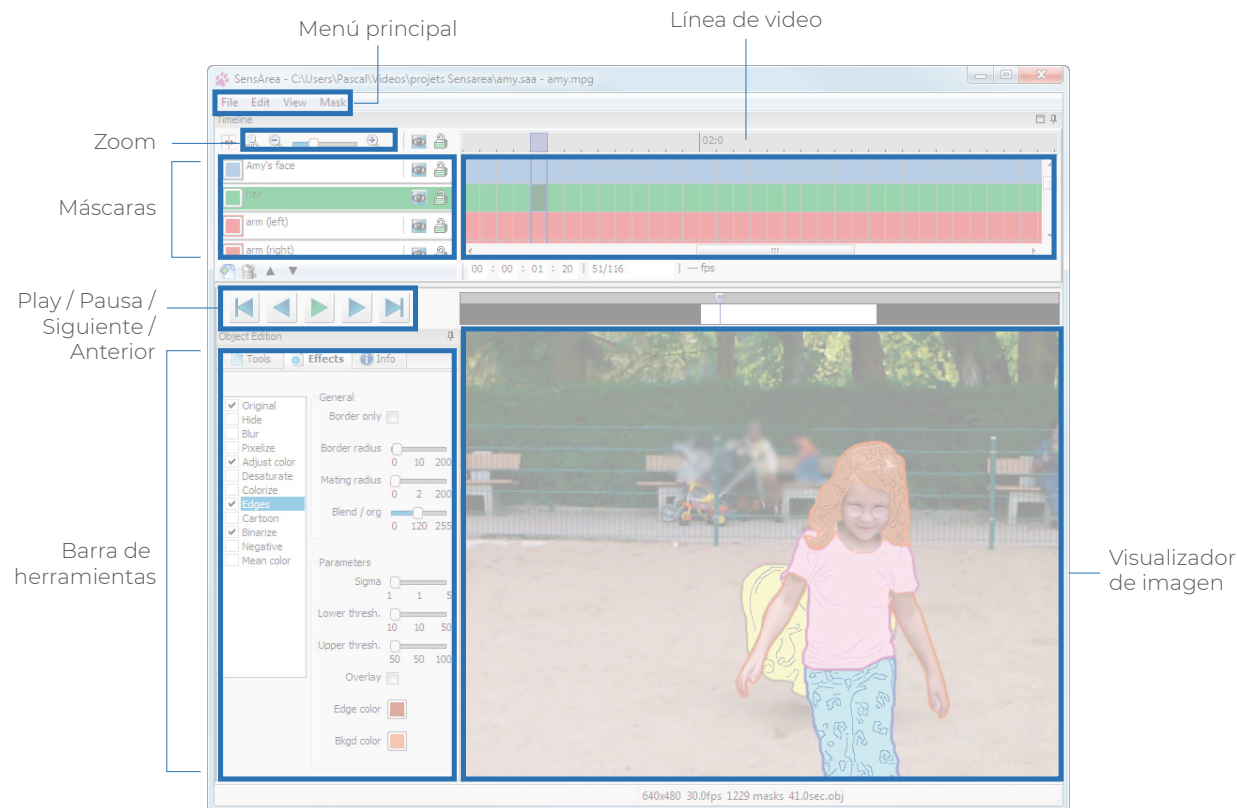 Línea de video
Menú principal
SensArea - C:\Users\Pascal\Videos\projets Sensarea\amy.saa - amy.mpg
File Edit View Mask
Timeline
Zoom
02:0
Máscaras
Amy's face
hair
arm (left)
arm (right)
00 : 00 : 01 : 20 | 51/116 | --- fps
Play / Pausa /
Siguiente /
Anterior
Object Edition
Tools Effects Info
Original
Hide
Blur
Pixelize
Adjust color
Desaturate
Colorize
Edges
Cartoon
Binarize
Negative
Mean color
General
Border only
Border radius
0 10 200
Mating radius
0 2 200
Blend / org
0 120 255
Parameters
Sigma
1 1 5
Lower thresh.
10 10 50
Upper thresh.
50 50 100
Overlay
Edge color
Bkgd color
Barra de
herramientas
Visualizador
de imagen
640x480 30.0fps 1229 masks 41.0sec.obj